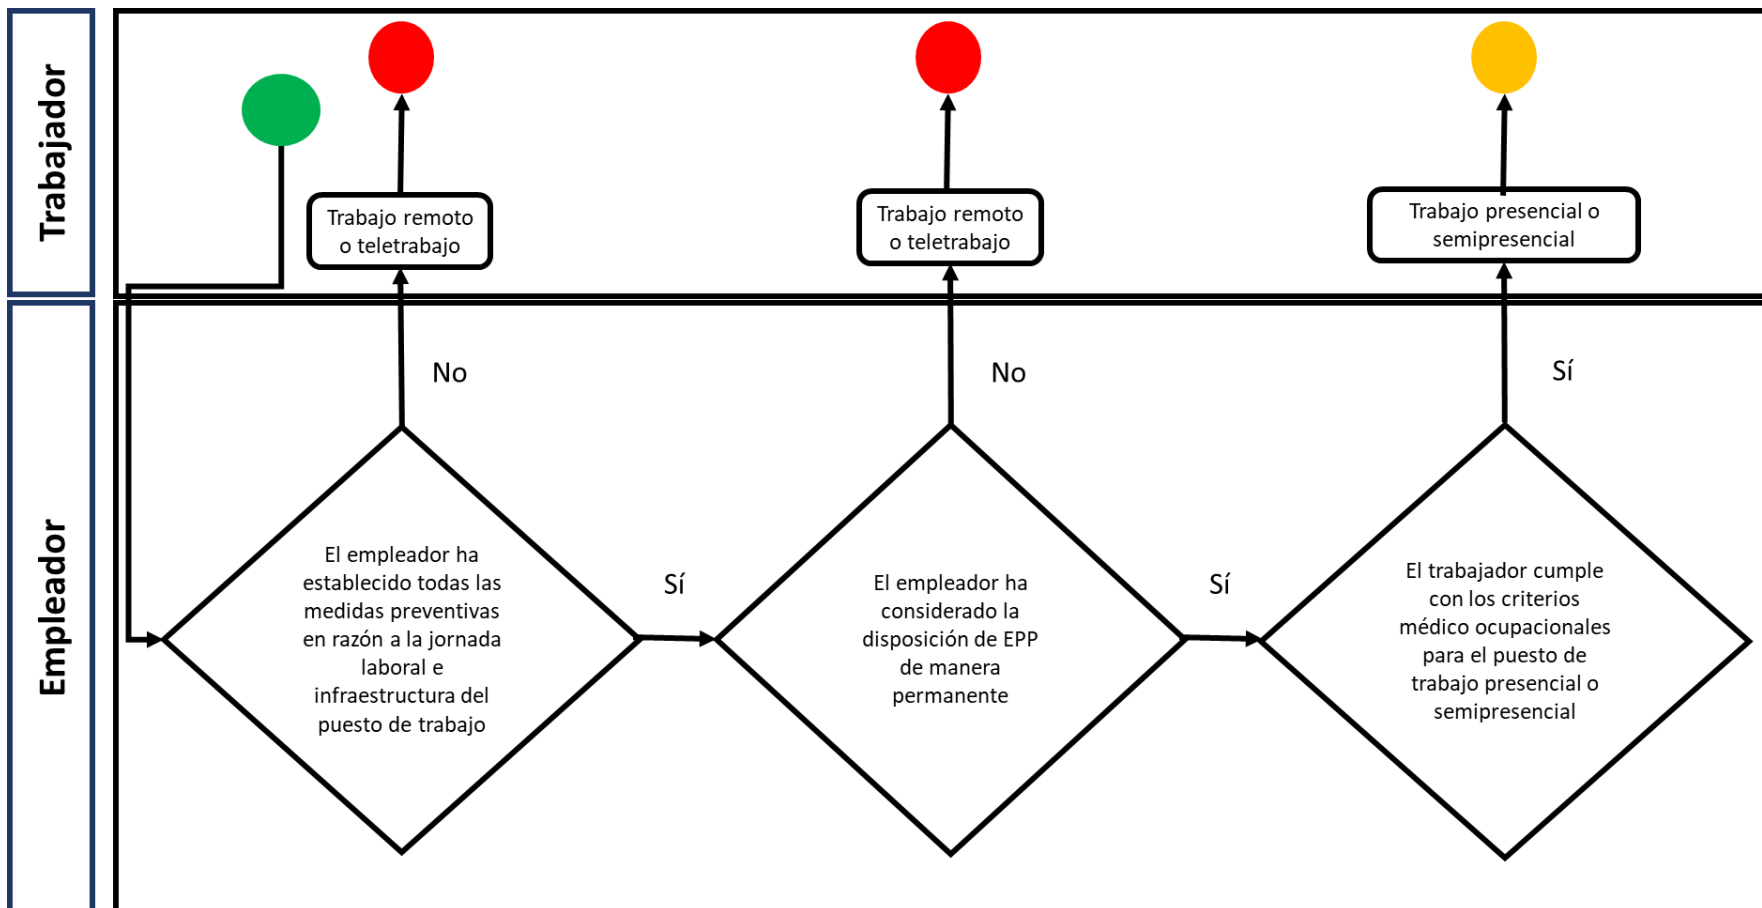 Trabajador
Trabajo remoto
o teletrabajo
Trabajo remoto
o teletrabajo
Trabajo presencial o
semipresencial
Empleador
No
No
Sí
El empleador ha
establecido todas las
medidas preventivas
en razón a la jornada
laboral e
infraestructura del
puesto de trabajo
Sí
El empleador ha
considerado la
disposición de EPP
de manera
permanente
Sí
El trabajador cumple
con los criterios
médico ocupacionales
para el puesto de
trabajo presencial o
semipresencial